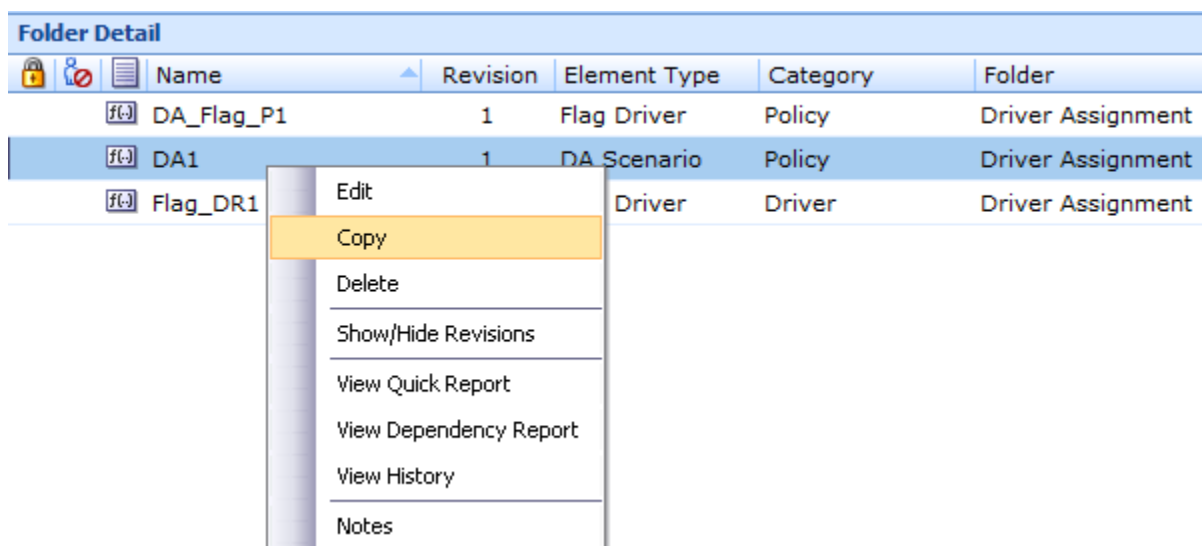 Folder Detail
Name Revision Element Type Category Folder
f(.) DA_Flag_P1 1 Flag Driver Policy Driver Assignment
f(.) DA1 1 DA Scenario Policy Driver Assignment
Edit
f(.) Flag_DR1 Driver Driver Driver Assignment
Copy
Delete
Show/Hide Revisions
View Quick Report
View Dependency Report
View History
Notes